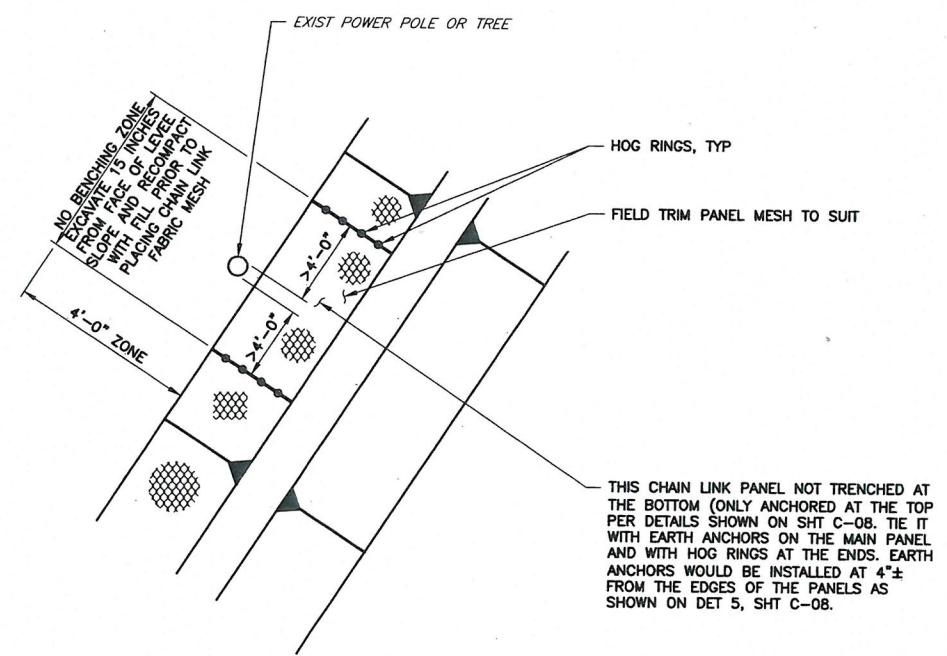 EXIST POWER POLE OR TREE
NO BENCHING ZONE
EXCAVATE 15 INCHES
FROM FACE OF LEVEE
SLOPE AND RECOMPACT
WITH FILL PRIOR TO
PLACING CHAIN LINK
FABRIC MESH
4'-0" ZONE
>4'-0"
>4'-0"
HOG RINGS, TYP
FIELD TRIM PANEL MESH TO SUIT
THIS CHAIN LINK PANEL NOT TRENCHED AT
THE BOTTOM (ONLY ANCHORED AT THE TOP
PER DETAILS SHOWN ON SHT C-08. TIE IT
WITH EARTH ANCHORS ON THE MAIN PANEL
AND WITH HOG RINGS AT THE ENDS. EARTH
ANCHORS WOULD BE INSTALLED AT 4"±
FROM THE EDGES OF THE PANELS AS
SHOWN ON DET 5, SHT C-08.